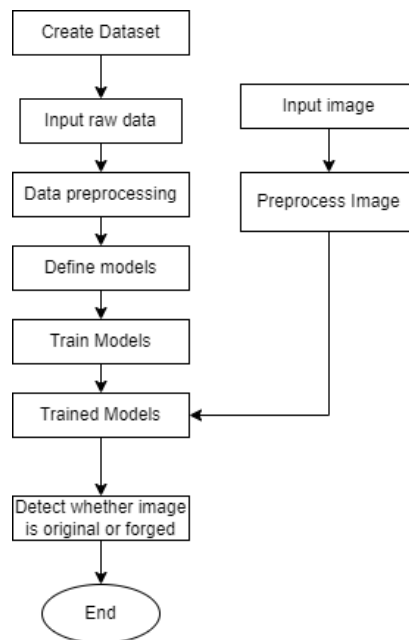 Create Dataset
Input raw data
Data preprocessing
Define models
Train Models
Trained Models
Detect whether image
is original or forged
End
Input image
Preprocess Image